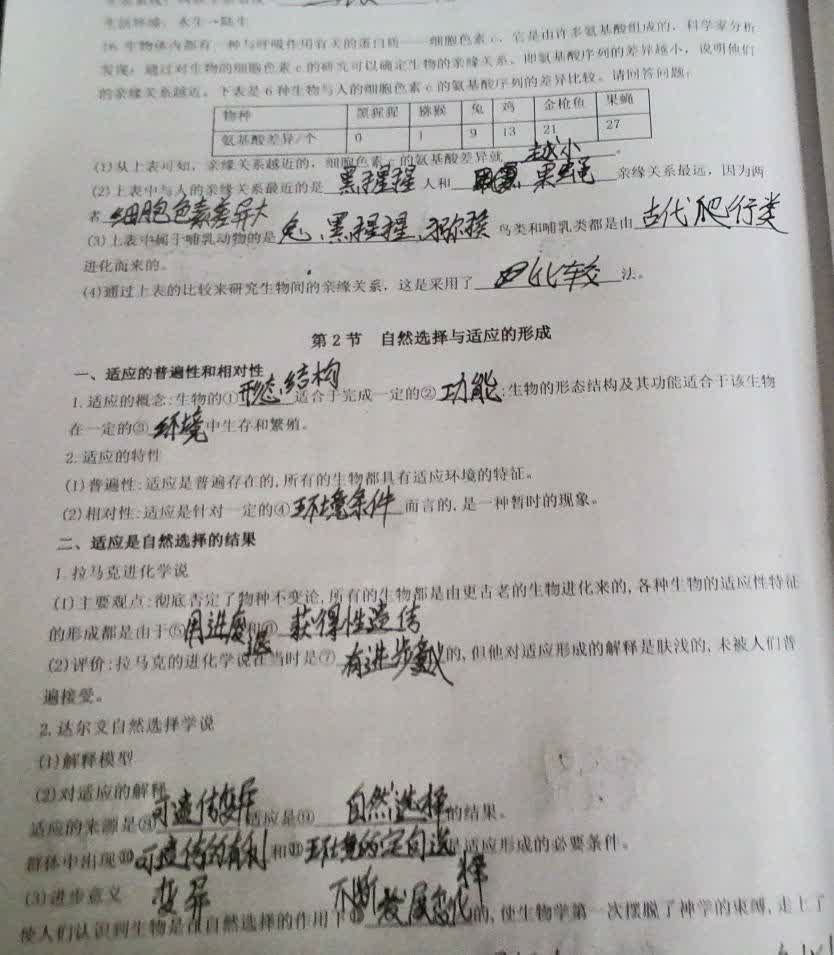 生活环境：水生→陆生
16.生物体内都有一种与呼吸作用有关的蛋白质——细胞色素c，它是由许多氨基酸组成的，科学家分析
发现：通过对生物的细胞色素c的研究可以确定生物的亲缘关系，即氨基酸序列的差异越小，说明他们
的亲缘关系越近。下表是6种生物与人的细胞色素c的氨基酸序列的差异比较。请回答问题：
物种 黑猩猩 猕猴 兔 鸡 金枪鱼 果蝇
氨基酸差异/个 0 1 9 13 21 27
(1)从上表可知，亲缘关系越近的，细胞色素c的氨基酸差异就 越小 。
(2)上表中与人的亲缘关系最近的是 黑猩猩 人和 果蝇 亲缘关系最远，因为两
者 细胞色素差异大
(3)上表中属于哺乳动物的是 兔、黑猩猩、猕猴 鸟类和哺乳类都是由 古代爬行类
进化而来的。
(4)通过上表的比较来研究生物间的亲缘关系，这是采用了 比较 法。
第2节 自然选择与适应的形成
一、适应的普遍性和相对性
1.适应的概念:生物的① 形态结构 适合于完成一定的② 功能 ;生物的形态结构及其功能适合于该生物
在一定的③ 环境 中生存和繁殖。
2.适应的特性
(1)普遍性:适应是普遍存在的,所有的生物都具有适应环境的特征。
(2)相对性:适应是针对一定的④ 环境条件 而言的,是一种暂时的现象。
二、适应是自然选择的结果
1.拉马克进化学说
(1)主要观点:彻底否定了物种不变论,所有的生物都是由更古老的生物进化来的,各种生物的适应性特征
的形成都是由于⑤ 用进废退 和⑥ 获得性遗传
(2)评价:拉马克的进化学说在当时是⑦ 有进步意义 的,但他对适应形成的解释是肤浅的,未被人们普
遍接受。
2.达尔文自然选择学说
(1)解释模型
(2)对适应的解释
适应的来源是⑧ 可遗传变异 适应是⑨ 自然选择 的结果。
群体中出现⑩ 可遗传的有利变异 和⑪ 环境的定向选择 是适应形成的必要条件。
(3)进步意义
使人们认识到生物是在自然选择的作用下 不断发展变化 的,使生物学第一次摆脱了神学的束缚,走上了